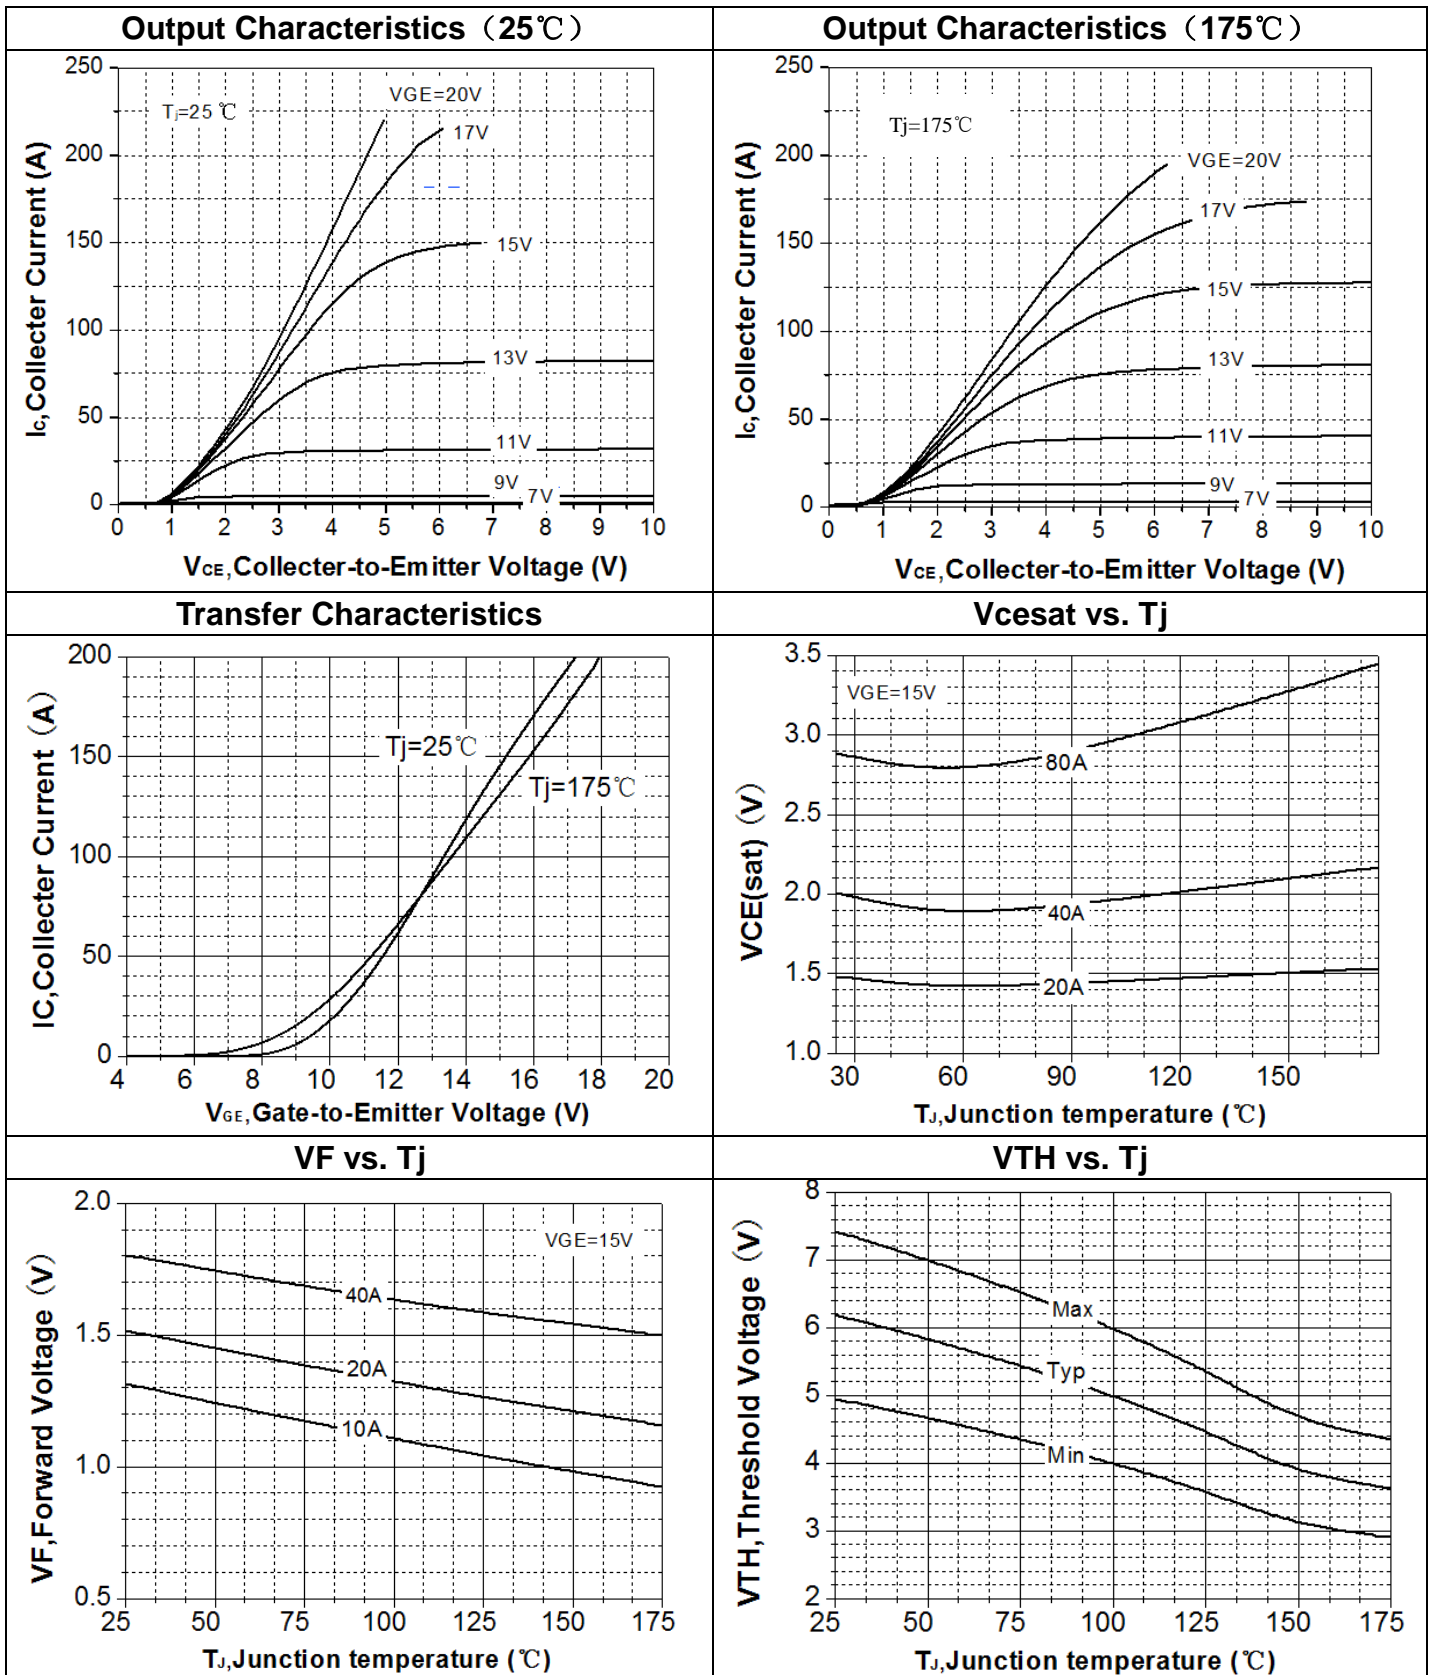 Output Characteristics（25℃）
250
200
150
100
50
0
Ic,Collecter Current (A)
Tj=25 ℃
VGE=20V
17V
15V
13V
11V
9V
7V
0 1 2 3 4 5 6 7 8 9 10
VCE,Collecter-to-Emitter Voltage (V)
Output Characteristics（175℃）
250
200
150
100
50
0
Ic,Collecter Current (A)
Tj=175℃
VGE=20V
17V
15V
13V
11V
9V
7V
0 1 2 3 4 5 6 7 8 9 10
VCE,Collecter-to-Emitter Voltage (V)
Transfer Characteristics
200
150
100
50
0
IC,Collecter Current（A）
Tj=25℃
Tj=175℃
4 6 8 10 12 14 16 18 20
VGE,Gate-to-Emitter Voltage (V)
Vcesat vs. Tj
3.5
3.0
2.5
2.0
1.5
1.0
VCE(sat)（V）
VGE=15V
80A
40A
20A
30 60 90 120 150
TJ,Junction temperature (℃)
VF vs. Tj
2.0
1.5
1.0
0.5
VF,Forward Voltage（V）
VGE=15V
40A
20A
10A
25 50 75 100 125 150 175
TJ,Junction temperature (℃)
VTH vs. Tj
8
7
6
5
4
3
2
VTH,Threshold Voltage（V）
Max
Typ
Min
25 50 75 100 125 150 175
TJ,Junction temperature (℃)